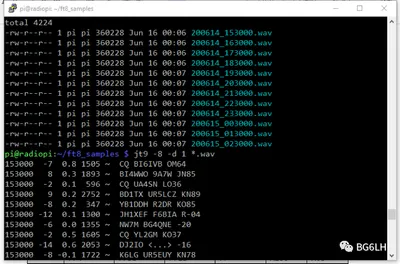 pi@radiopi: ~/ft8_samples
total 4224
-rw-r--r-- 1 pi pi 360228 Jun 16 00:06 200614_153000.wav
-rw-r--r-- 1 pi pi 360228 Jun 16 00:06 200614_163000.wav
-rw-r--r-- 1 pi pi 360228 Jun 16 00:06 200614_173000.wav
-rw-r--r-- 1 pi pi 360228 Jun 16 00:06 200614_183000.wav
-rw-r--r-- 1 pi pi 360228 Jun 16 00:07 200614_193000.wav
-rw-r--r-- 1 pi pi 360228 Jun 16 00:07 200614_203000.wav
-rw-r--r-- 1 pi pi 360228 Jun 16 00:07 200614_213000.wav
-rw-r--r-- 1 pi pi 360228 Jun 16 00:07 200614_223000.wav
-rw-r--r-- 1 pi pi 360228 Jun 16 00:07 200614_233000.wav
-rw-r--r-- 1 pi pi 360228 Jun 16 00:07 200615_003000.wav
-rw-r--r-- 1 pi pi 360228 Jun 16 00:07 200615_013000.wav
-rw-r--r-- 1 pi pi 360228 Jun 16 00:07 200615_023000.wav
pi@radiopi:~/ft8_samples $ jt9 -8 -d 1 *.wav
153000 -7 0.8 1505 ~ CQ BI6IVB OM64
153000 8 0.3 1893 ~ BI4WWO 9A7W JN85
153000 -2 0.1 596 ~ CQ UA4SN LO36
153000 9 0.2 2752 ~ BD1TX UR5LCZ KN89
153000 -8 0.2 347 ~ YB1DDH R2DR KO85
153000 -12 0.1 1300 ~ JH1XEF F6BIA R-04
153000 -6 0.0 1355 ~ NW7M BG4QNE -20
153000 -2 0.5 1605 ~ CQ YL2GM KO37
153000 -14 0.6 2053 ~ DJ2IO <...> -16
153000 -8 -0.1 1722 ~ K6LG UR5EUY KN78
BG6LH